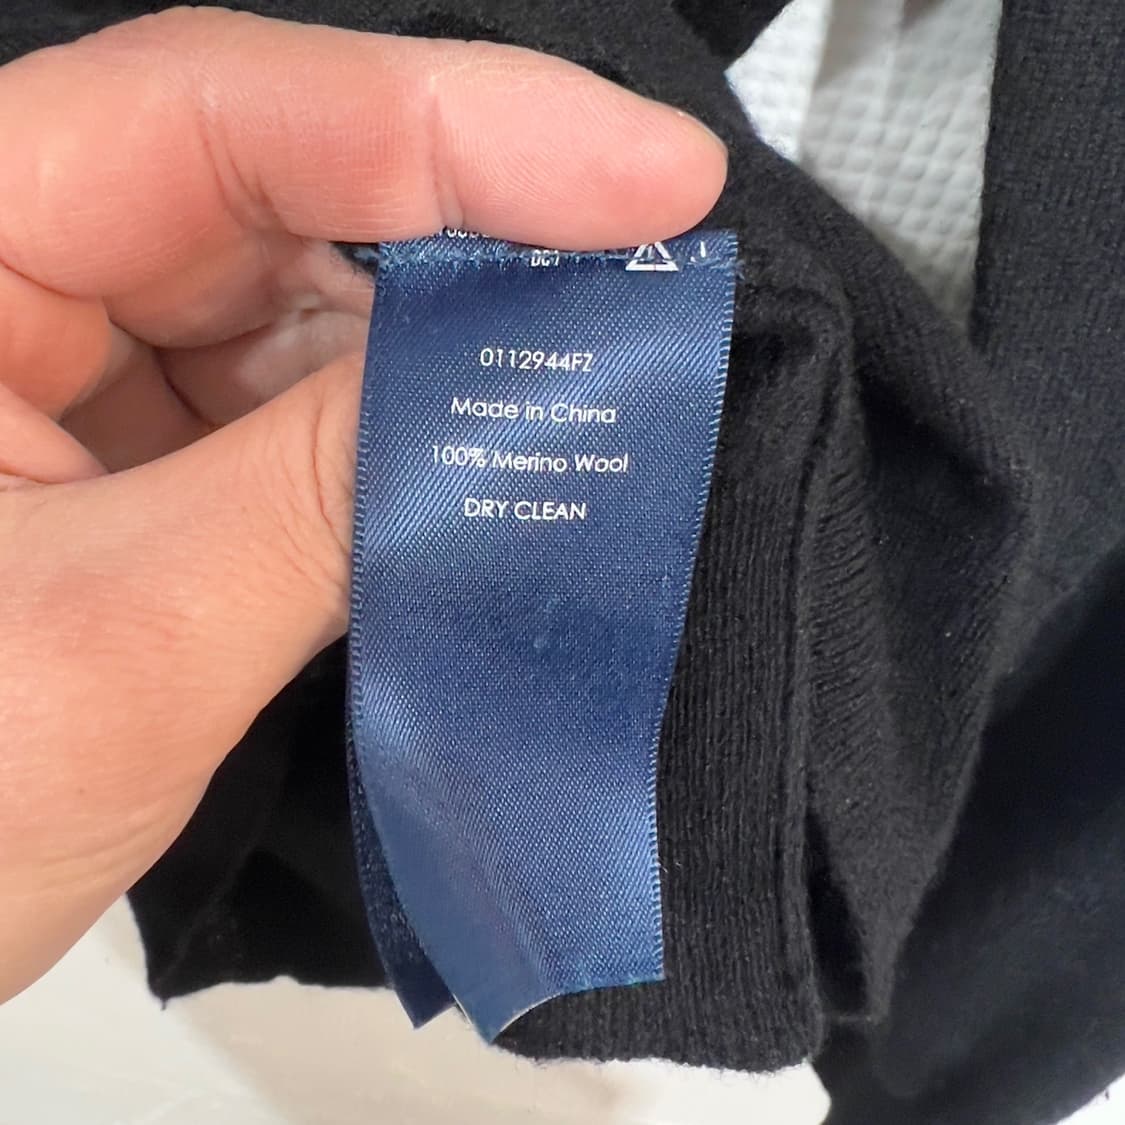 0112944FZ
Made in China
100% Merino Wool
DRY CLEAN